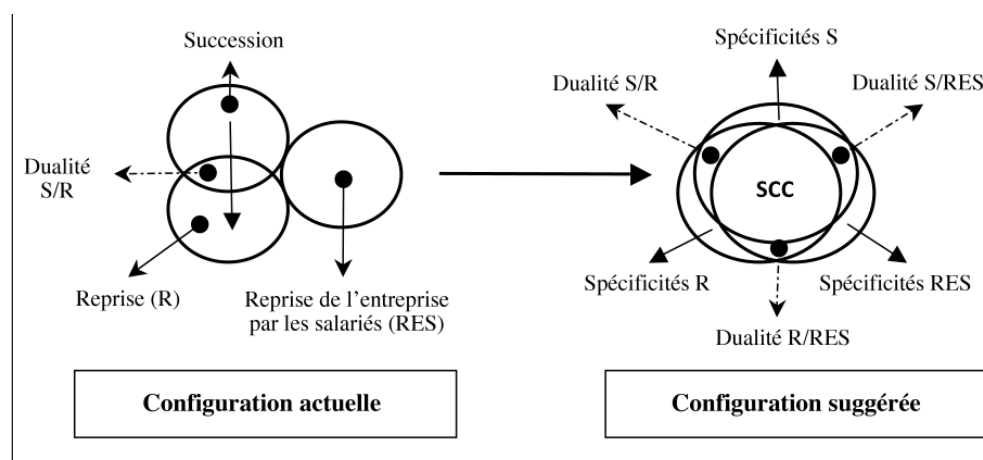 Succession
Dualité
S/R
Reprise (R)
Reprise de l’entreprise
par les salariés (RES)
Configuration actuelle
Spécificités S
Dualité S/R
Dualité S/RES
SCC
Spécificités R
Spécificités RES
Dualité R/RES
Configuration suggérée